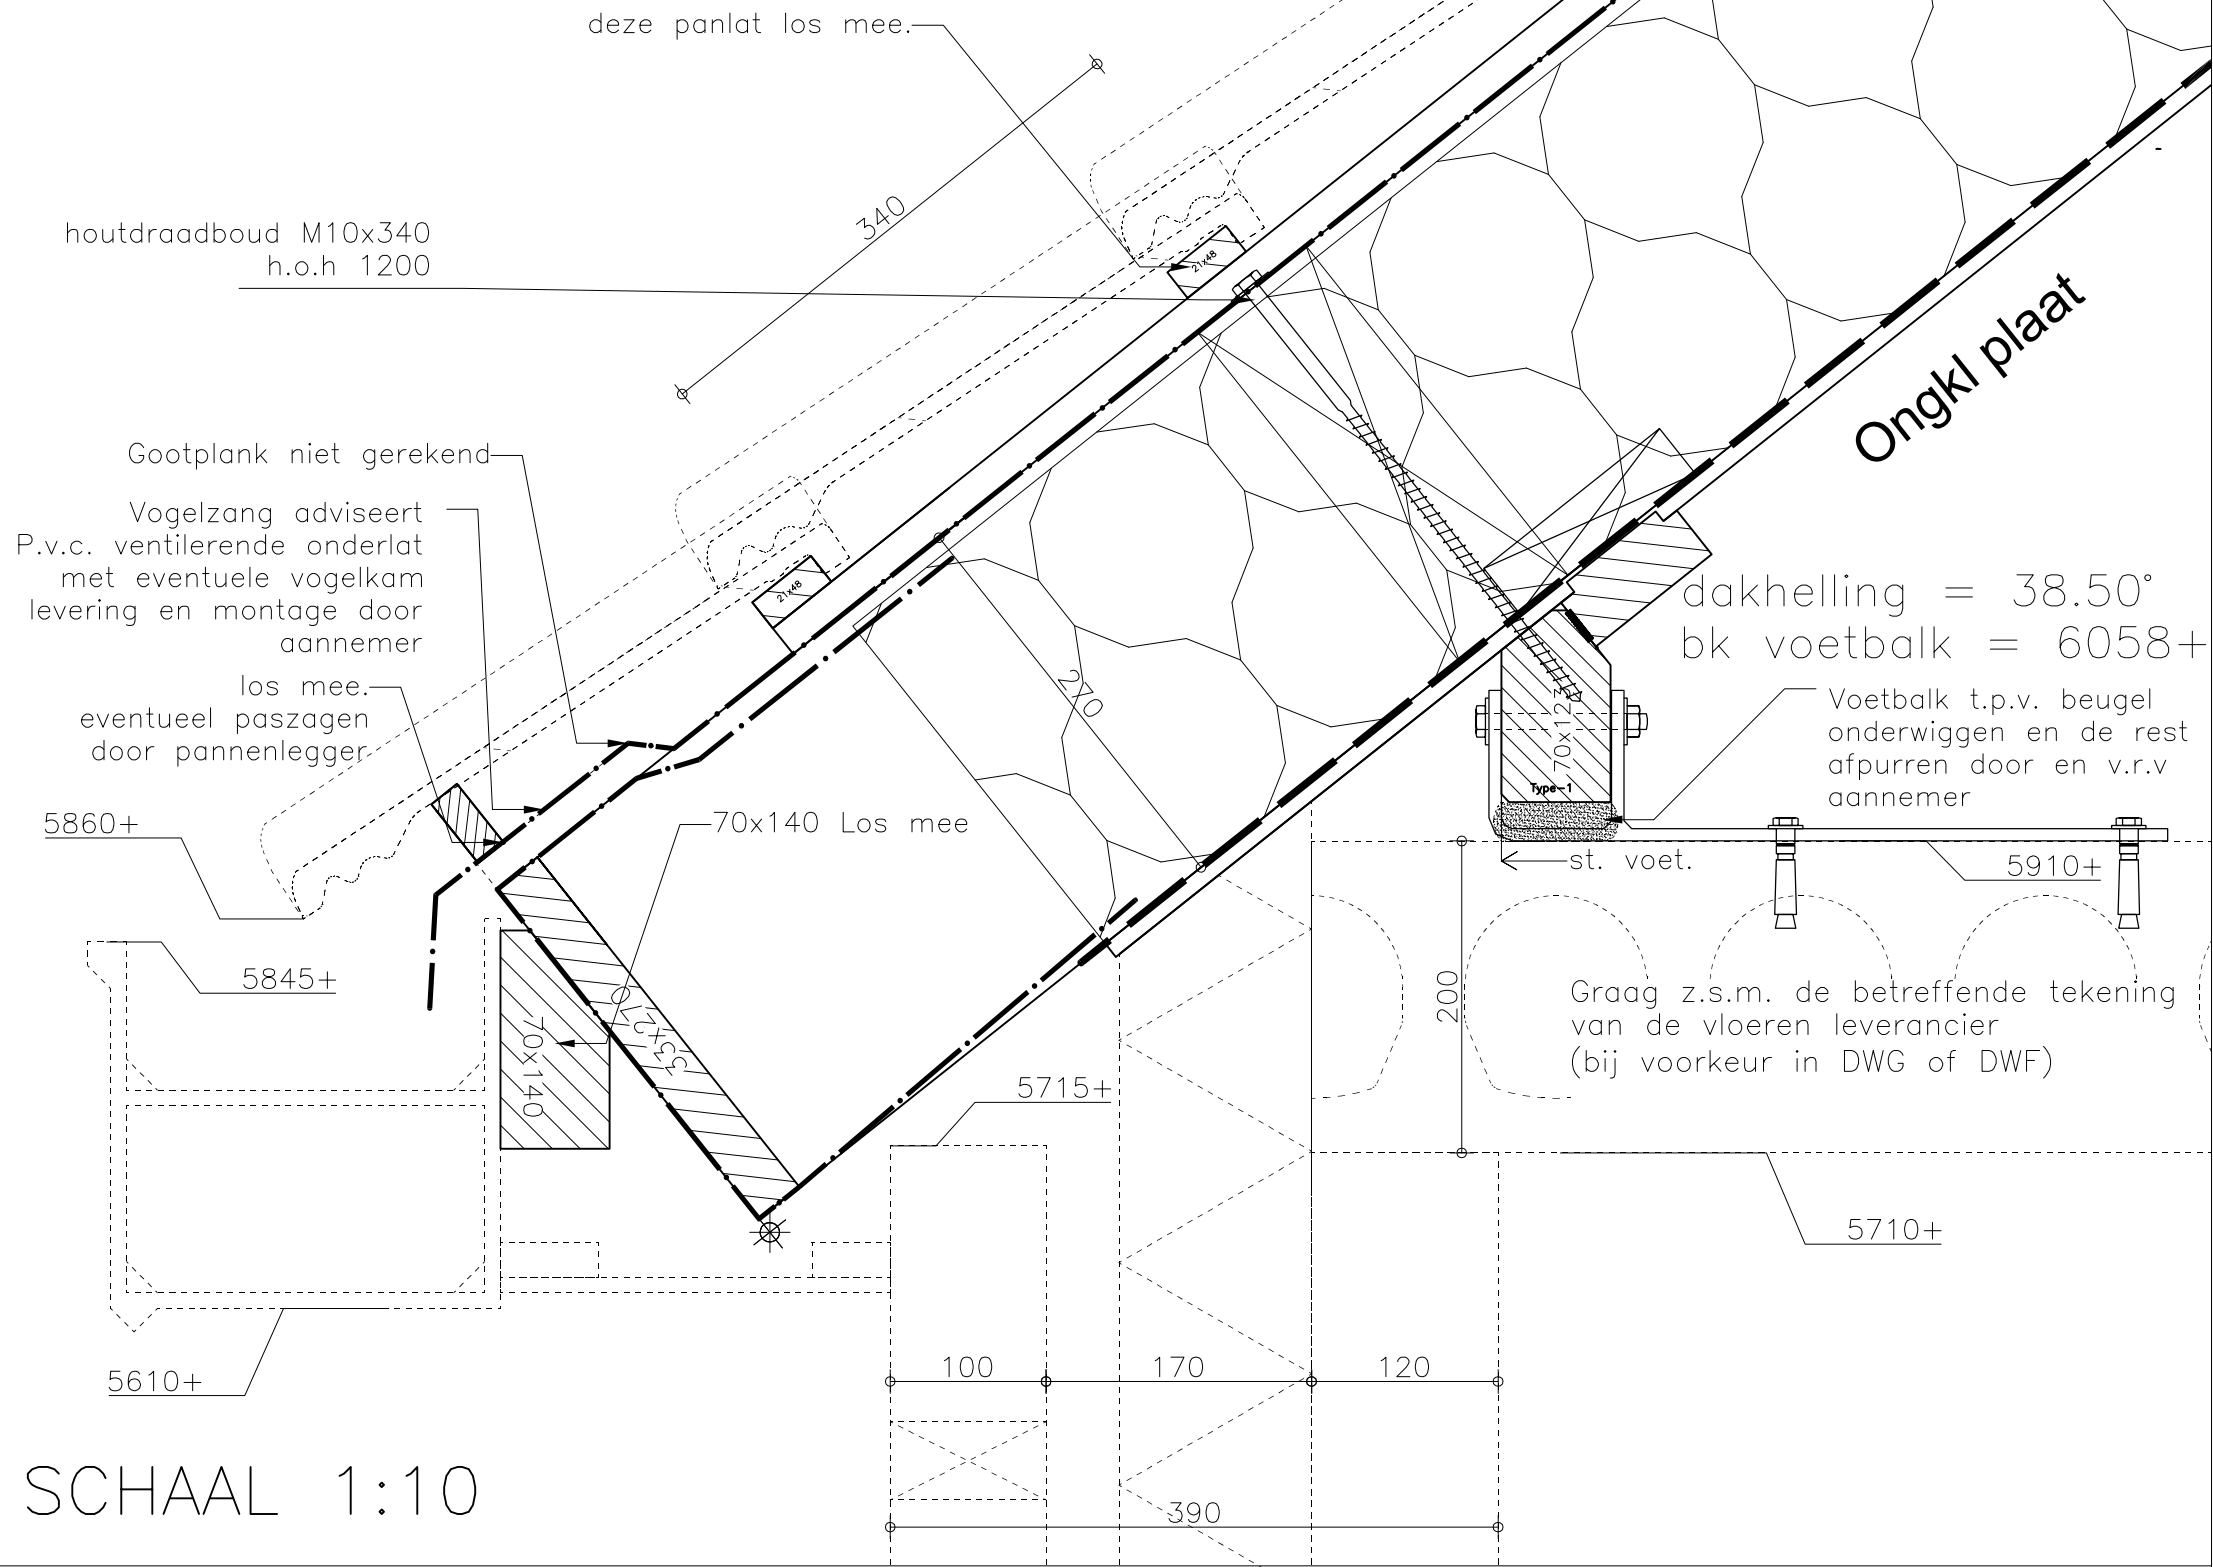 deze panlat los mee.
340
houtdraadboud M10x340
h.o.h 1200
21x48
Ongkl plaat
Gootplank niet gerekend
Vogelzang adviseert
P.v.c. ventilerende onderlat
met eventuele vogelkam
levering en montage door
aannemer
21x48
los mee.
eventueel paszagen
door pannenlegger
270
dakhelling = 38.50°
bk voetbalk = 6058+
Voetbalk t.p.v. beugel
onderwiggen en de rest
afpurren door en v.r.v
aannemer
70x123
Type-1
5860+
70x140 Los mee
st. voet.
5910+
5845+
70x140
33x270
200
Graag z.s.m. de betreffende tekening
van de vloeren leverancier
(bij voorkeur in DWG of DWF)
5715+
5710+
5610+
100
170
120
390
SCHAAL 1:10